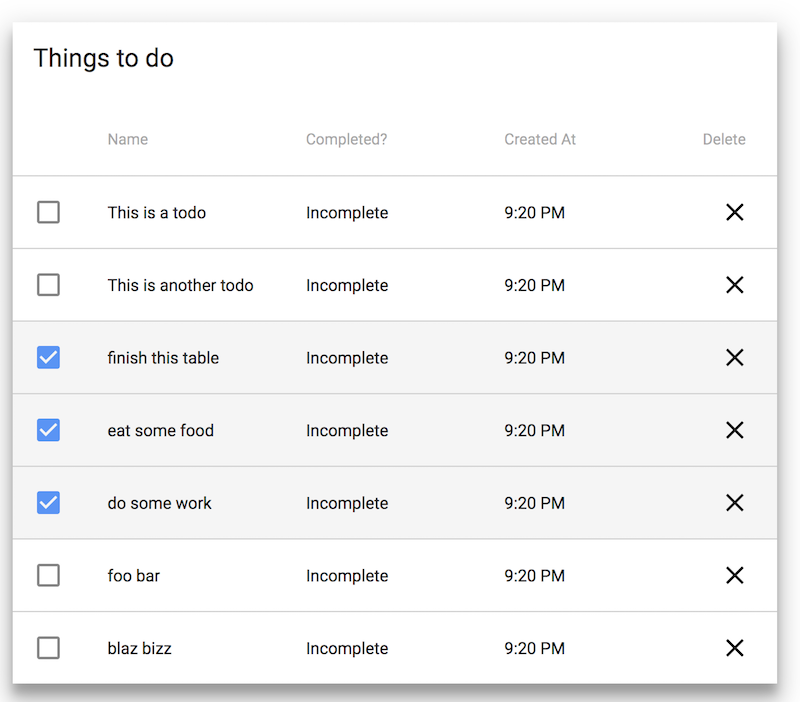 Things to do
Name Completed? Created At Delete
This is a todo Incomplete 9:20 PM
This is another todo Incomplete 9:20 PM
finish this table Incomplete 9:20 PM
eat some food Incomplete 9:20 PM
do some work Incomplete 9:20 PM
foo bar Incomplete 9:20 PM
blaz bizz Incomplete 9:20 PM